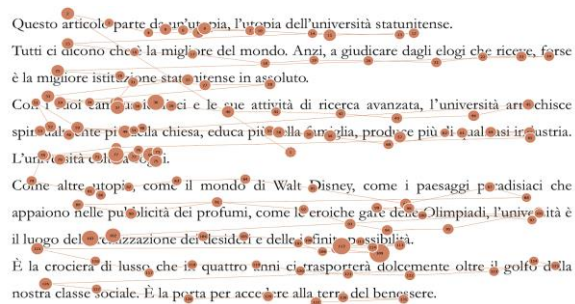 Questo articolo parte da un'utopia, l'utopia dell'università statunitense.
Tutti ci dicono che è la migliore del mondo. Anzi, a giudicare dagli elogi che riceve, forse
è la migliore istituzione statunitense in assoluto.
Con i suoi campus idilliaci e le sue attività di ricerca avanzata, l'università arricchisce
spiritualmente più della chiesa, educa più della famiglia, produce più di qualsiasi industria.
L'università colma sogni.
Come altre utopie, come il mondo di Walt Disney, come i paesaggi paradisiaci che
appaiono nelle pubblicità dei profumi, come le eroiche gare delle Olimpiadi, l'università è
il luogo della realizzazione dei desideri e delle infinite possibilità.
È la crociera di lusso che in quattro anni ci trasporterà dolcemente oltre il golfo della
nostra classe sociale. È la porta per accedere alla terra del benessere.